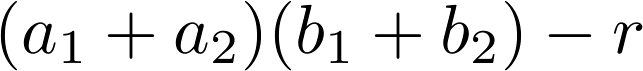 (a₁ + a₂)(b₁ + b₂) − r